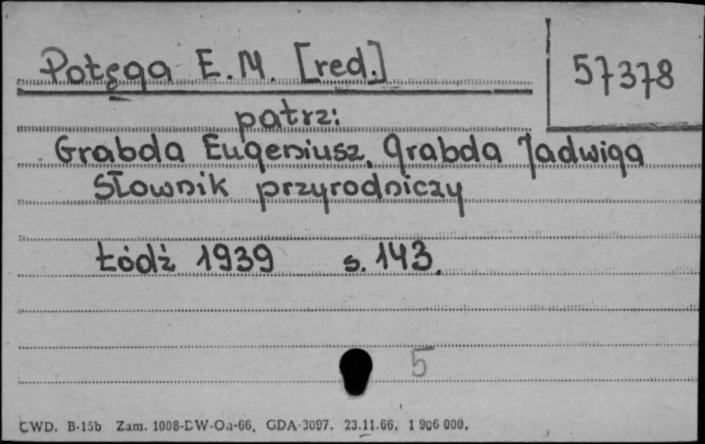 Potęga E. M. [red.]
57378
patrz:
Grabda Eugeniusz, Grabda Jadwiga
Słownik przyrodniczy
Łódź 1939 s. 143.
5
CWD. B-15b Zam. 1008-DW-Oa-66. GDA-3097. 23.11.66. 1 906 000.